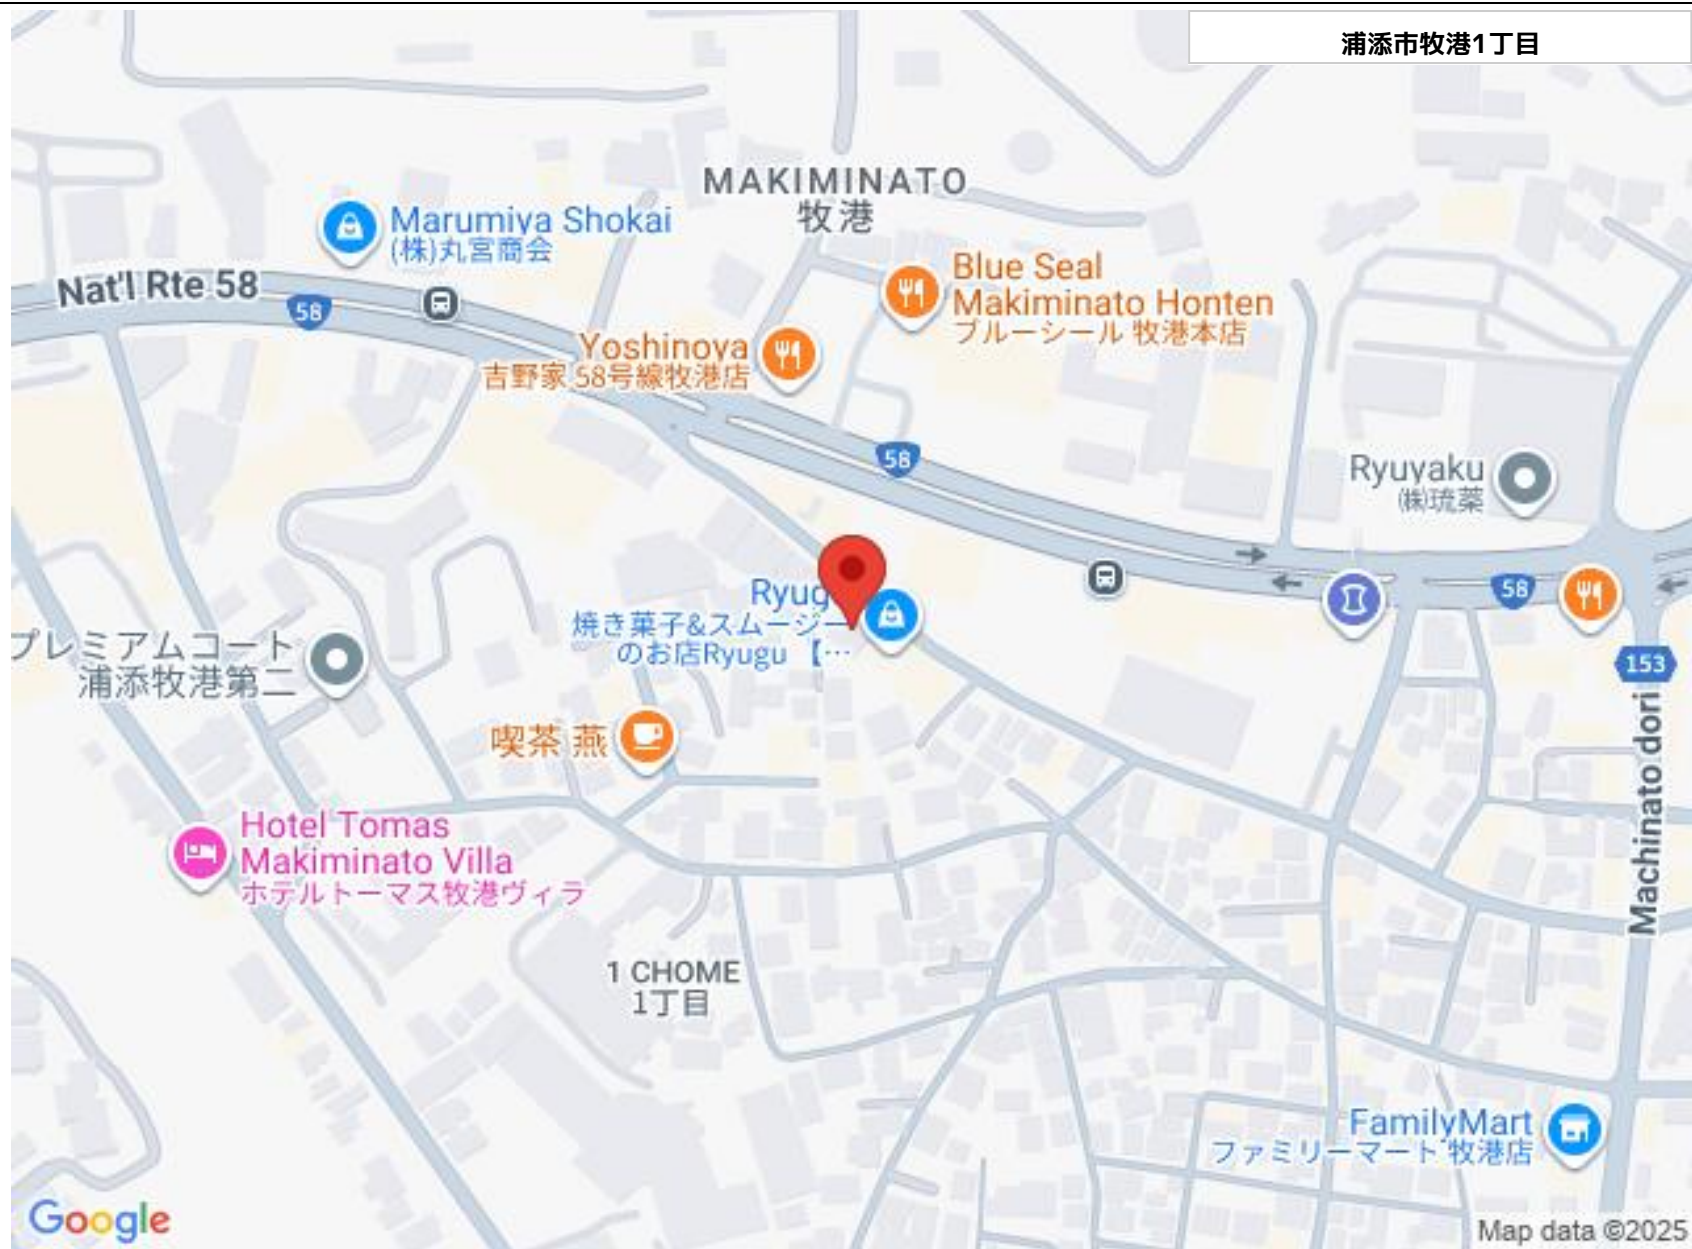 浦添市牧港1丁目
MAKIMINATO
牧港
Marumiya Shokai
(株)丸宮商会
Nat'l Rte 58
58
Blue Seal
Makiminato Honten
ブルーシール 牧港本店
Yoshinoya
吉野家 58号線牧港店
58
Ryuyaku
㈱琉薬
58
Ryug
焼き菓子&スムージー
のお店Ryugu 【…
プレミアムコート
浦添牧港第二
153
喫茶 燕
Machinato dori
Hotel Tomas
Makiminato Villa
ホテルトーマス牧港ヴィラ
1 CHOME
1丁目
FamilyMart
ファミリーマート 牧港店
Google
Map data ©2025